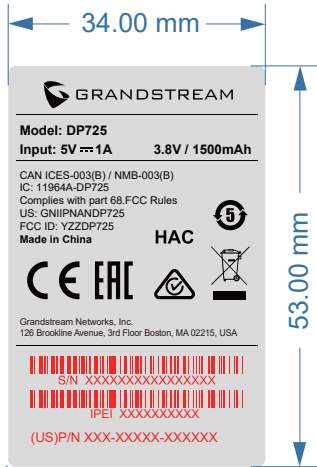 34.00 mm
GRANDSTREAM
Model: DP725
Input: 5V ⎓ 1A 3.8V / 1500mAh
CAN ICES-003(B) / NMB-003(B)
IC: 11964A-DP725
Complies with part 68.FCC Rules
US: GNIIPNANDP725
FCC ID: YZZDP725
Made in China
HAC
5
CE EAC
Grandstream Networks, Inc.
126 Brookline Avenue, 3rd Floor Boston, MA 02215, USA
S/N XXXXXXXXXXXXXXXX
IPEI XXXXXXXXXX
(US)P/N XXX-XXXXX-XXXXXX
53.00 mm